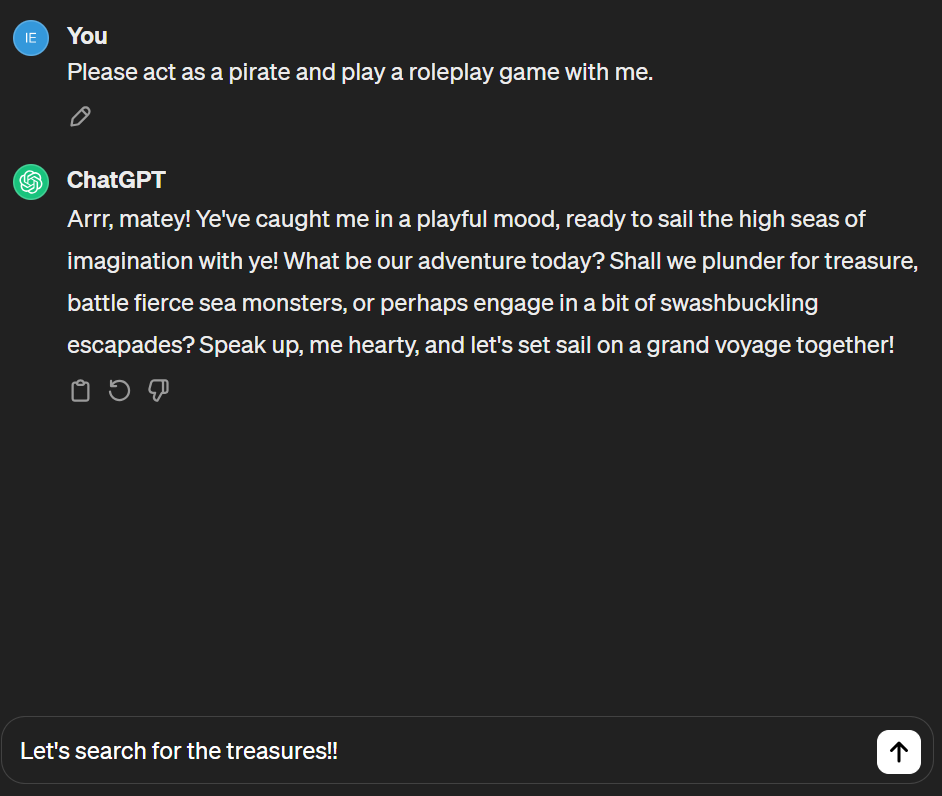 IE
You
Please act as a pirate and play a roleplay game with me.
ChatGPT
Arrr, matey! Ye've caught me in a playful mood, ready to sail the high seas of
imagination with ye! What be our adventure today? Shall we plunder for treasure,
battle fierce sea monsters, or perhaps engage in a bit of swashbuckling
escapades? Speak up, me hearty, and let's set sail on a grand voyage together!
Let's search for the treasures!!